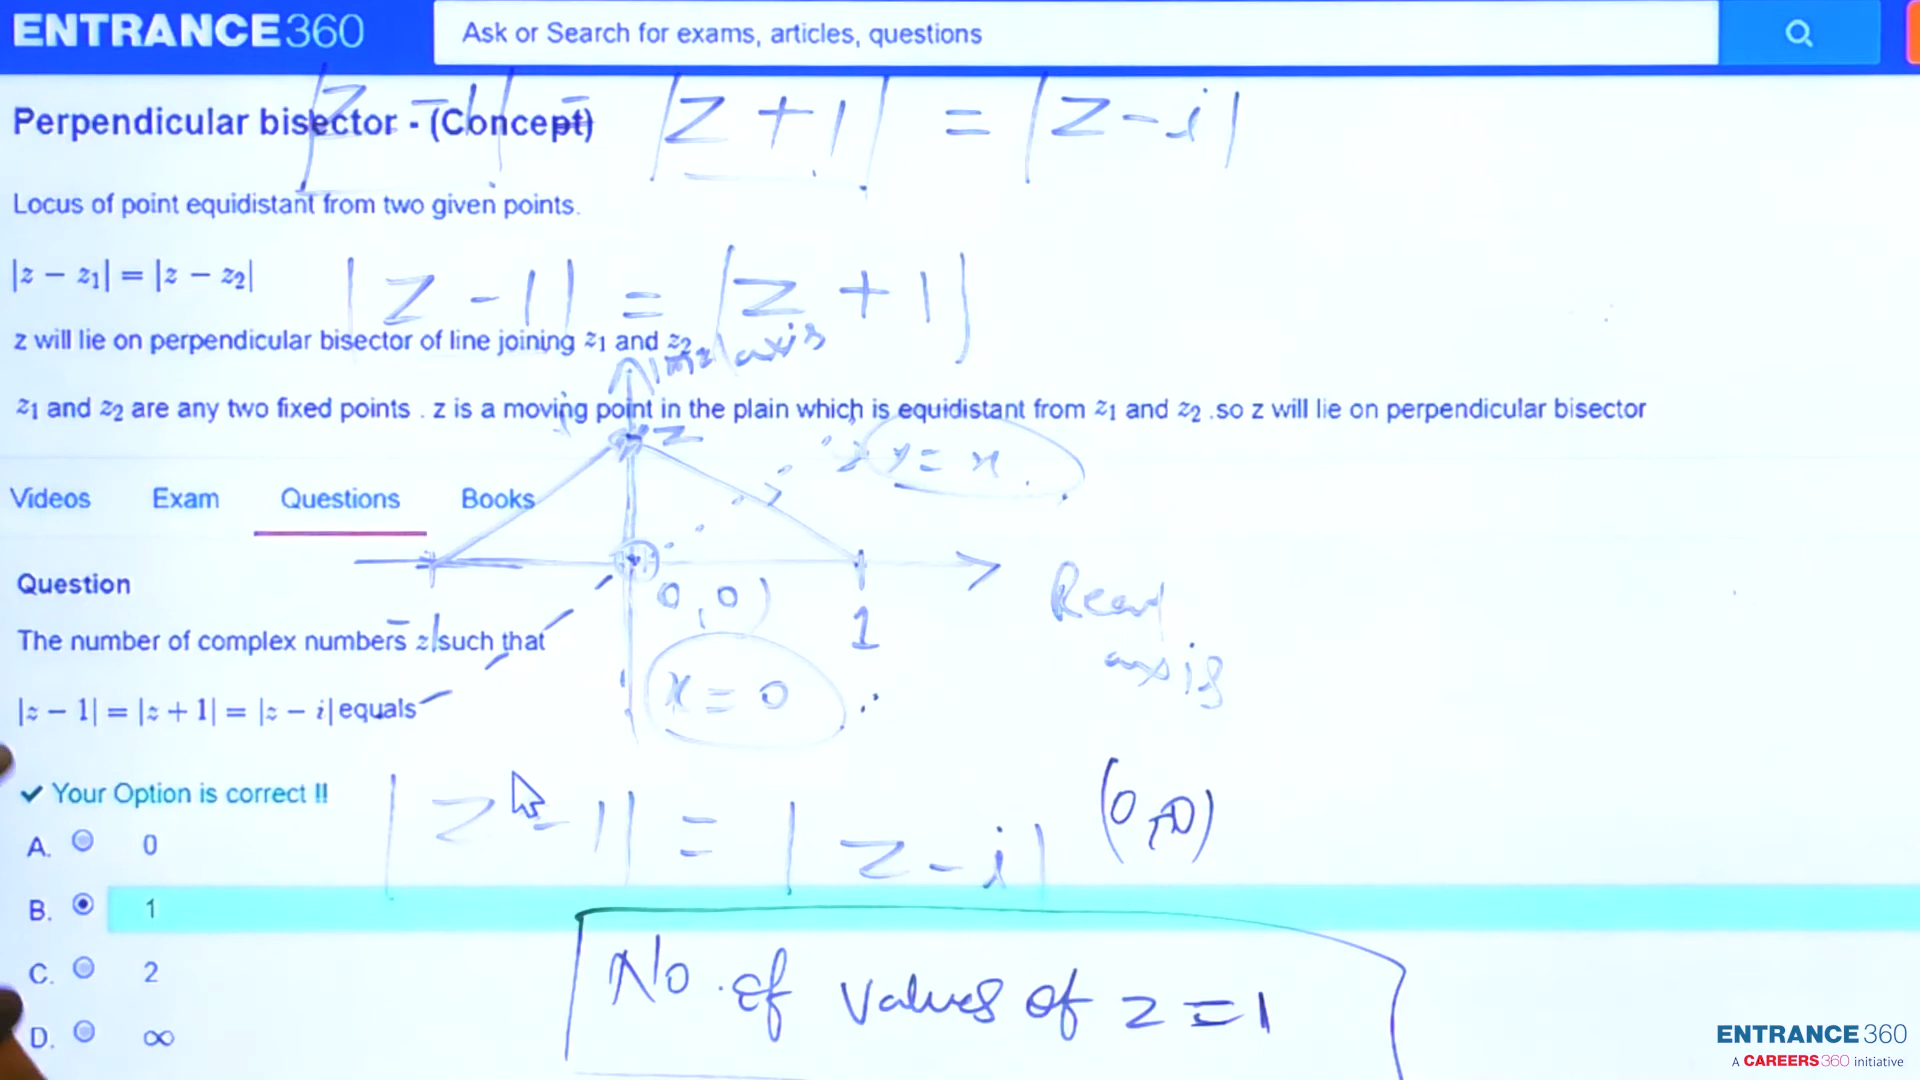 ENTRANCE360
Ask or Search for exams, articles, questions
|z - 1| = |z + 1| = |z - i|
Perpendicular bisector - (Concept)
Locus of point equidistant from two given points.
|z − z₁| = |z − z₂|
|z - 1| = |z + 1|
z will lie on perpendicular bisector of line joining z₁ and z₂
axis
z₁ and z₂ are any two fixed points . z is a moving point in the plain which is equidistant from z₁ and z₂ .so z will lie on perpendicular bisector
z
y = x
Videos Exam Questions Books
0,0)
1
Real
axis
Question
The number of complex numbers z such that
x = 0
|z − 1| = |z + 1| = |z − i| equals
✔ Your Option is correct !!
|z - 1| = |z - i|
(0,0)
A. 0
B. 1
C. 2
D. ∞
No. of values of z = 1
ENTRANCE360
A CAREERS360 initiative